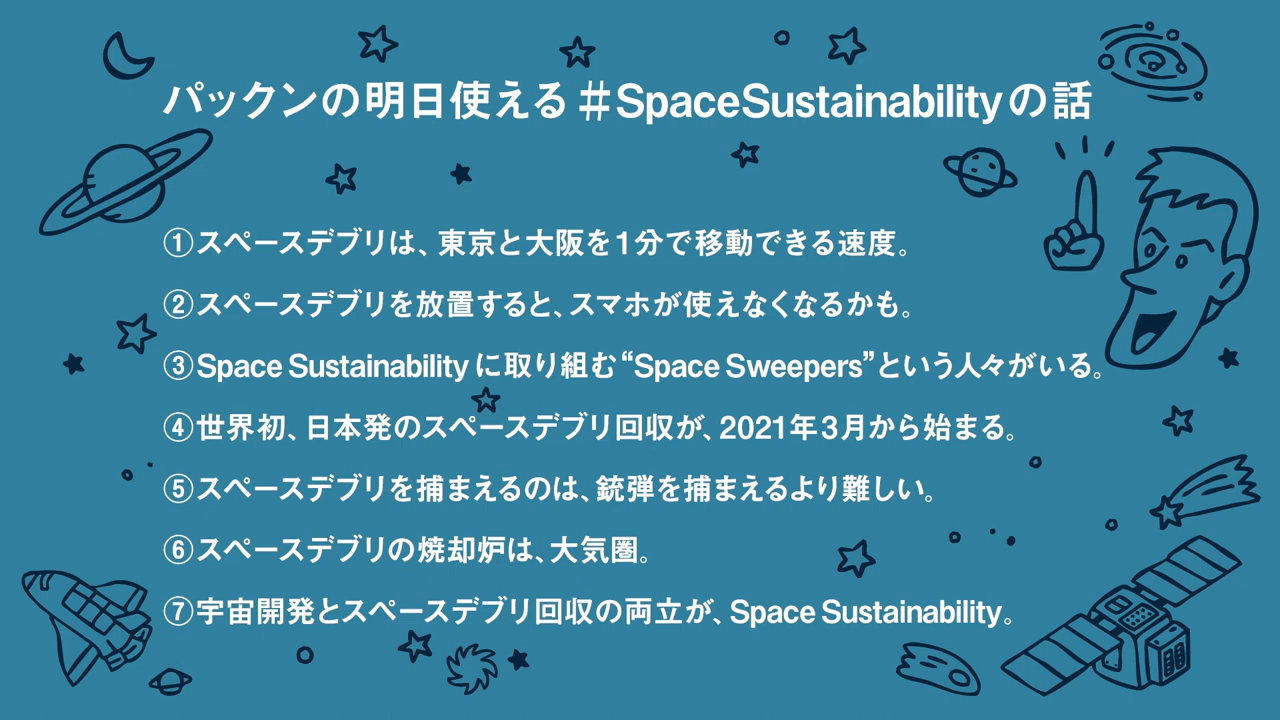 パックンの明日使える#SpaceSustainabilityの話
①スペースデブリは、東京と大阪を1分で移動できる速度。
②スペースデブリを放置すると、スマホが使えなくなるかも。
③Space Sustainabilityに取り組む“Space Sweepers”という人々がいる。
④世界初、日本発のスペースデブリ回収が、2021年3月から始まる。
⑤スペースデブリを捕まえるのは、銃弾を捕まえるより難しい。
⑥スペースデブリの焼却炉は、大気圏。
⑦宇宙開発とスペースデブリ回収の両立が、Space Sustainability。